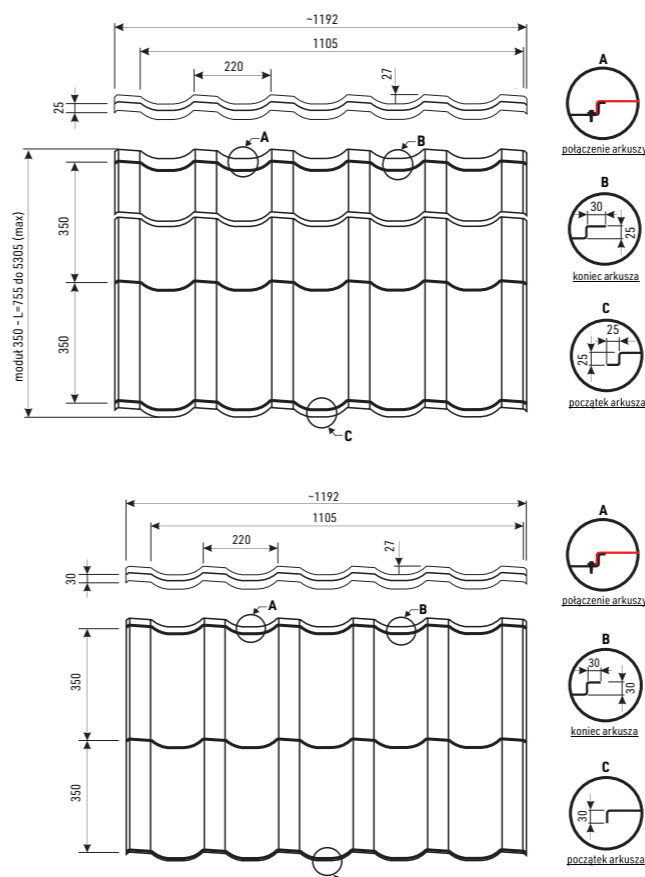 ~1192
1105
220
27
25
A
B
350
350
moduł 350 - L=755 do 5305 (max)
C
A
połączenie arkuszy
B
30
25
koniec arkusza
C
25
25
początek arkusza
~1192
1105
220
27
30
A
B
350
350
A
połączenie arkuszy
B
30
30
koniec arkusza
C
30
początek arkusza